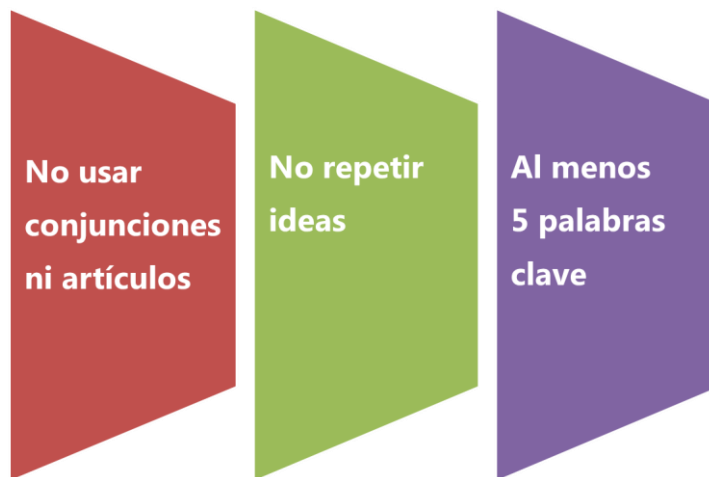 No usar
conjunciones
ni artículos
No repetir
ideas
Al menos
5 palabras
clave